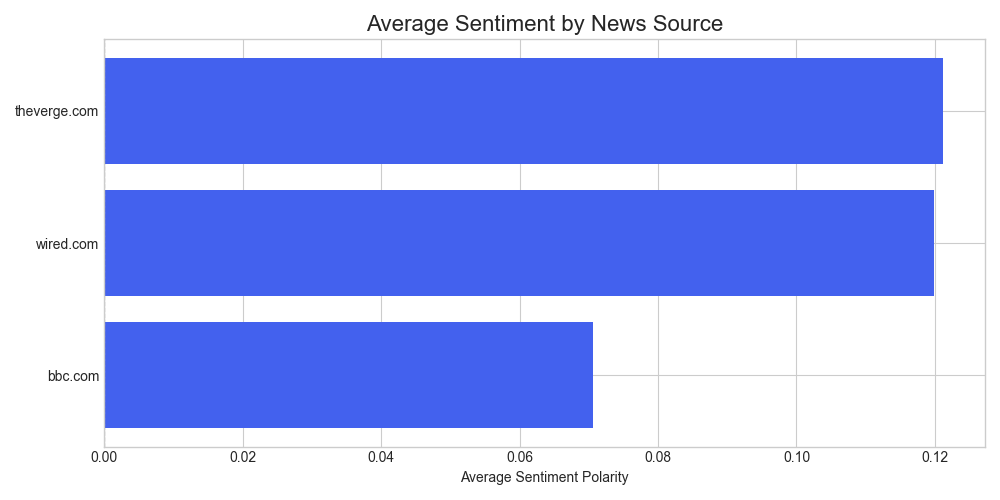 Average Sentiment by News Source
theverge.com
wired.com
bbc.com
0.00 0.02 0.04 0.06 0.08 0.10 0.12
Average Sentiment Polarity